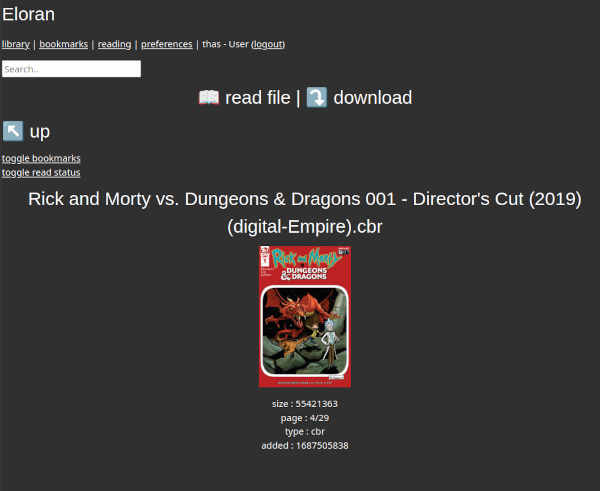 Eloran
library | bookmarks | reading | preferences | thas - User (logout)
Search..
📖 read file | ⤵️ download
↖️ up
toggle bookmarks
toggle read status
Rick and Morty vs. Dungeons & Dragons 001 - Director's Cut (2019)
(digital-Empire).cbr
Rick and Morty
DUNGEONS
& DRAGONS
size : 55421363
page : 4/29
type : cbr
added : 1687505838